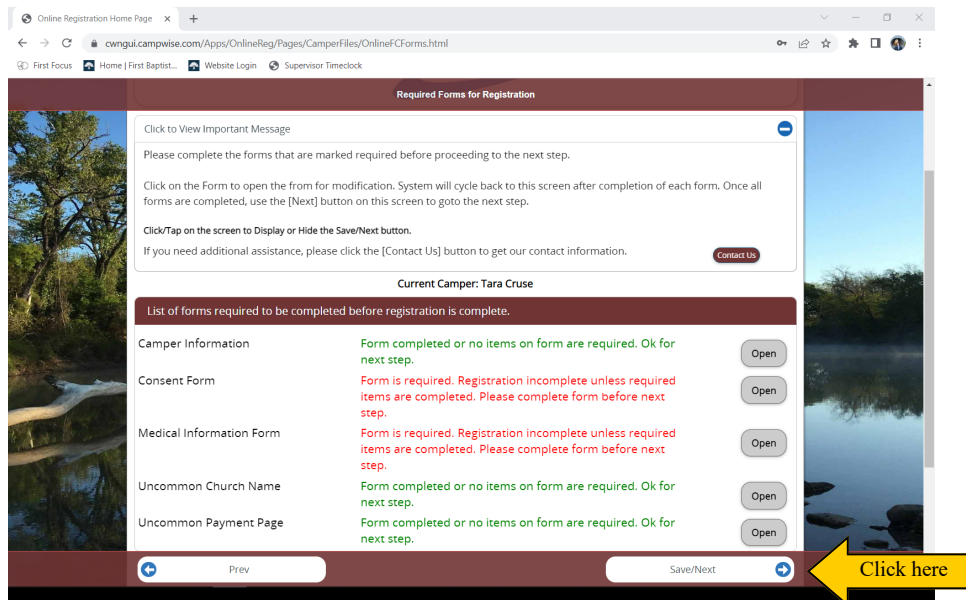 Online Registration Home Page
cwngui.campwise.com/Apps/OnlineReg/Pages/CamperFiles/OnlineFCForms.html
First Focus Home | First Baptist... Website Login Supervisor Timeclock
Required Forms for Registration
Click to View Important Message
Please complete the forms that are marked required before proceeding to the next step.
Click on the Form to open the from for modification. System will cycle back to this screen after completion of each form. Once all
forms are completed, use the [Next] button on this screen to goto the next step.
Click/Tap on the screen to Display or Hide the Save/Next button.
If you need additional assistance, please click the [Contact Us] button to get our contact information.
Contact Us
Current Camper: Tara Cruse
List of forms required to be completed before registration is complete.
Camper Information
Form completed or no items on form are required. Ok for
next step.
Open
Consent Form
Form is required. Registration incomplete unless required
items are completed. Please complete form before next
step.
Open
Medical Information Form
Form is required. Registration incomplete unless required
items are completed. Please complete form before next
step.
Open
Uncommon Church Name
Form completed or no items on form are required. Ok for
next step.
Open
Uncommon Payment Page
Form completed or no items on form are required. Ok for
next step.
Open
Prev
Save/Next
Click here